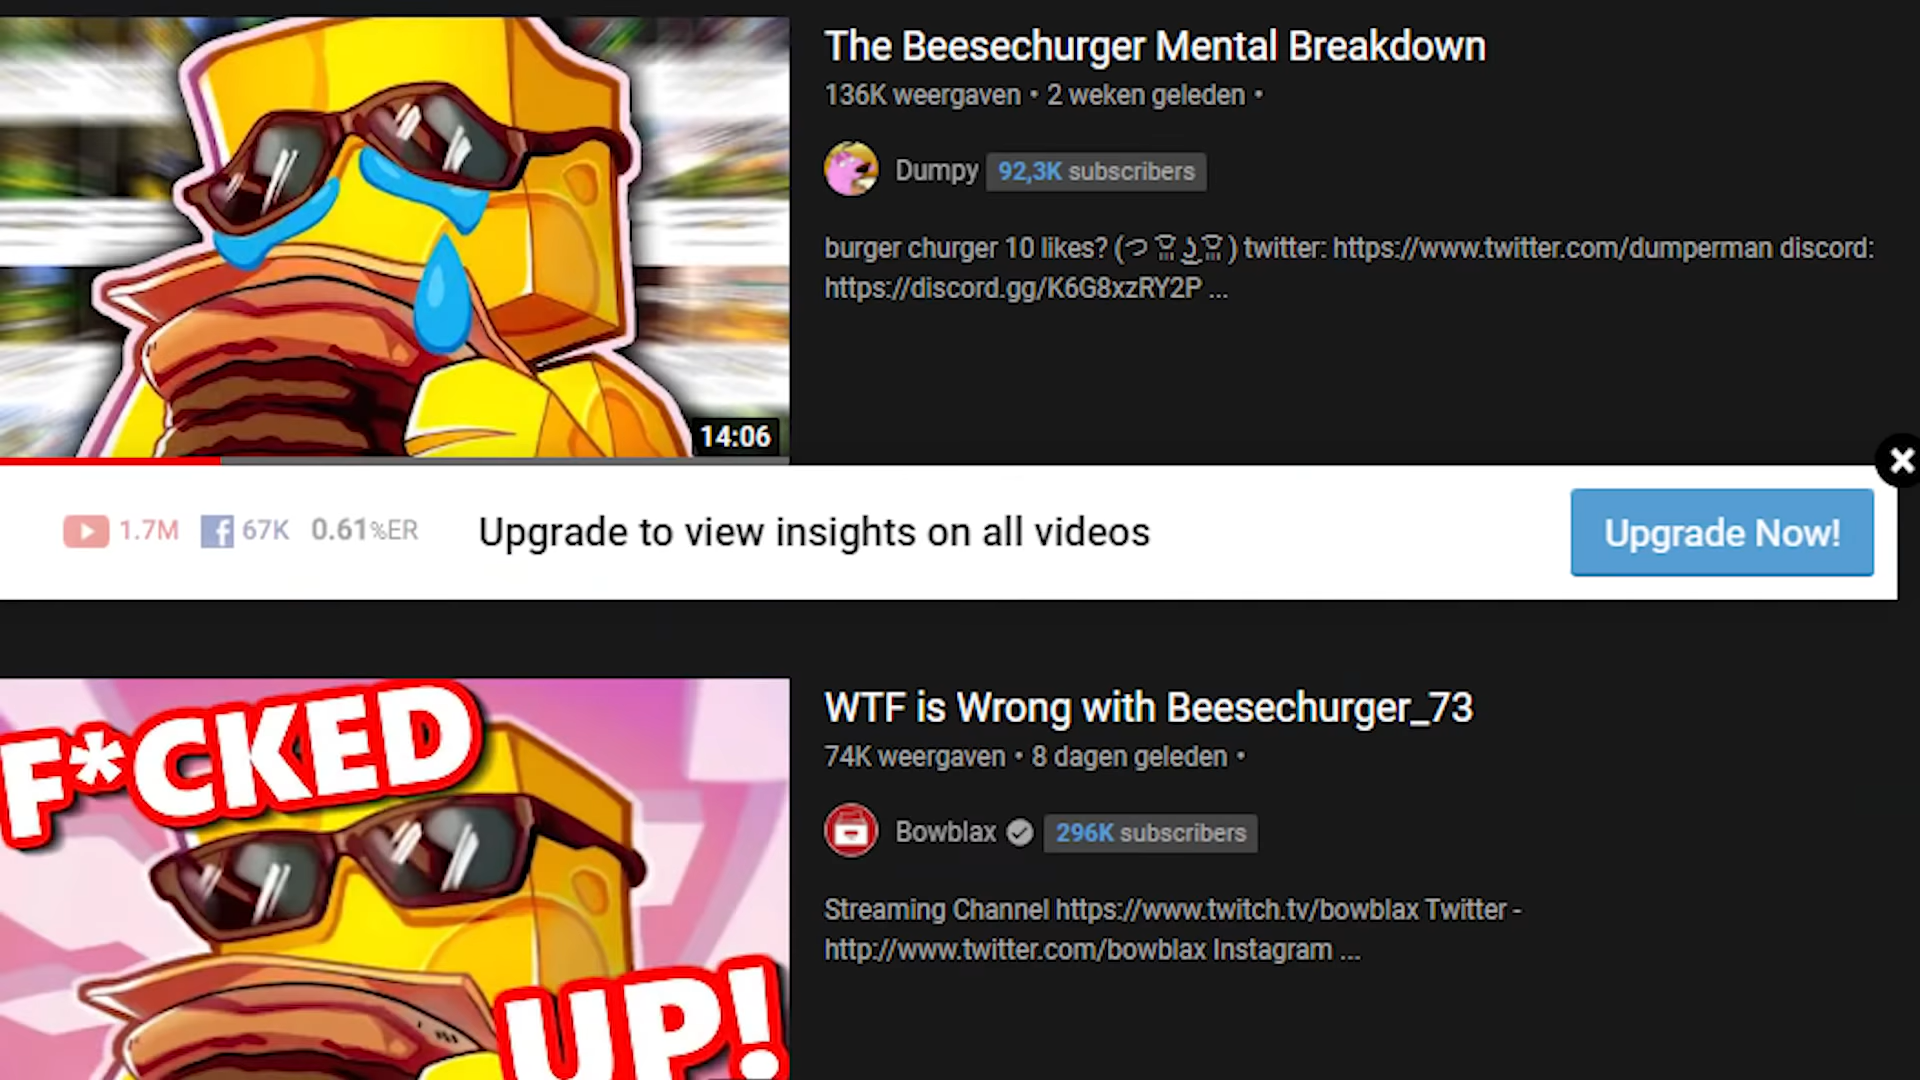 The Beesechurger Mental Breakdown
136K weergaven • 2 weken geleden •
Dumpy 92,3K subscribers
burger churger 10 likes? (つ ಠ ͜ʖ ಠ) twitter: https://www.twitter.com/dumperman discord:
https://discord.gg/K6G8xzRY2P ...
14:06
1.7M 67K 0.61%ER Upgrade to view insights on all videos Upgrade Now!
F*CKED
UP!
WTF is Wrong with Beesechurger_73
74K weergaven • 8 dagen geleden •
Bowblax 296K subscribers
Streaming Channel https://www.twitch.tv/bowblax Twitter -
http://www.twitter.com/bowblax Instagram ...